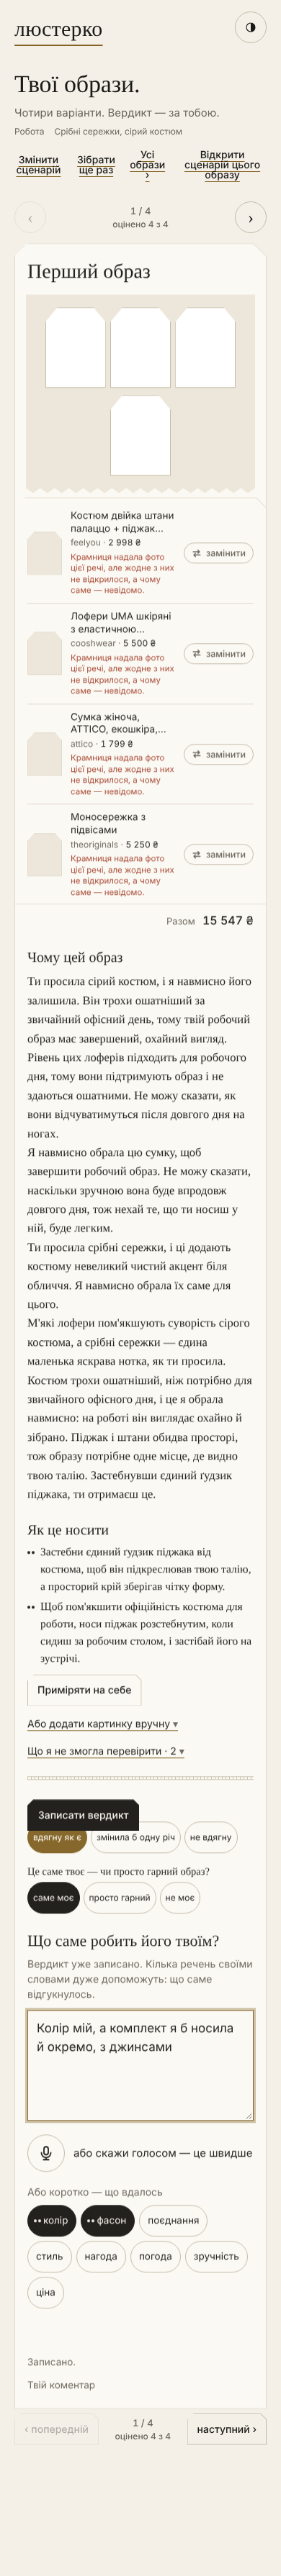 люстерко
Твої образи.
Чотири варіанти. Вердикт — за тобою.
Робота Срібні сережки, сірий костюм
Змінити сценарій
Зібрати ще раз
Усі образи ›
Відкрити сценарій цього образу
‹
1 / 4
оцінено 4 з 4
›
Перший образ
Костюм двійка штани
палаццо + піджак…
feelyou · 2 998 ₴
Крамниця надала фото
цієї речі, але жодне з них
не відкрилося, а чому
саме — невідомо.
⇄ замінити
Лофери UMA шкіряні
з еластичною…
cooshwear · 5 500 ₴
Крамниця надала фото
цієї речі, але жодне з них
не відкрилося, а чому
саме — невідомо.
⇄ замінити
Сумка жіноча,
ATTICO, екошкіра,…
attico · 1 799 ₴
Крамниця надала фото
цієї речі, але жодне з них
не відкрилося, а чому
саме — невідомо.
⇄ замінити
Моносережка з
підвісами
theoriginals · 5 250 ₴
Крамниця надала фото
цієї речі, але жодне з них
не відкрилося, а чому
саме — невідомо.
⇄ замінити
Разом 15 547 ₴
Чому цей образ
Ти просила сірий костюм, і я навмисно його
залишила. Він трохи ошатніший за
звичайний офісний день, тому твій робочий
образ має завершений, охайний вигляд.
Рівень цих лоферів підходить для робочого
дня, тому вони підтримують образ і не
здаються ошатними. Не можу сказати, як
вони відчуватимуться після довгого дня на
ногах.
Я навмисно обрала цю сумку, щоб
завершити робочий образ. Не можу сказати,
наскільки зручною вона буде впродовж
довгого дня, тож нехай те, що ти носиш у
ній, буде легким.
Ти просила срібні сережки, і ці додають
костюму невеликий чистий акцент біля
обличчя. Я навмисно обрала їх саме для
цього.
М'які лофери пом'якшують суворість сірого
костюма, а срібні сережки — єдина
маленька яскрава нотка, як ти просила.
Костюм трохи ошатніший, ніж потрібно для
звичайного офісного дня, і це я обрала
навмисно: на роботі він виглядає охайно й
зібрано. Піджак і штани обидва просторі,
тож образу потрібне одне місце, де видно
твою талію. Застебнувши єдиний ґудзик
піджака, ти отримаєш це.
Як це носити
Застебни єдиний ґудзик піджака від
костюма, щоб він підкреслював твою талію,
а просторий крій зберігав чітку форму.
Щоб пом'якшити офіційність костюма для
роботи, носи піджак розстебнутим, коли
сидиш за робочим столом, і застібай його на
зустрічі.
Приміряти на себе
Або додати картинку вручну ▾
Що я не змогла перевірити · 2 ▾
Записати вердикт
вдягну як є
змінила б одну річ
не вдягну
Це саме твоє — чи просто гарний образ?
саме моє
просто гарний
не моє
Що саме робить його твоїм?
Вердикт уже записано. Кілька речень своїми
словами дуже допоможуть: що саме
відгукнулось.
Колір мій, а комплект я б носила
й окремо, з джинсами
або скажи голосом — це швидше
Або коротко — що вдалось
колір
фасон
поєднання
стиль
нагода
погода
зручність
ціна
Записано.
Твій коментар
‹ попередній
1 / 4
оцінено 4 з 4
наступний ›